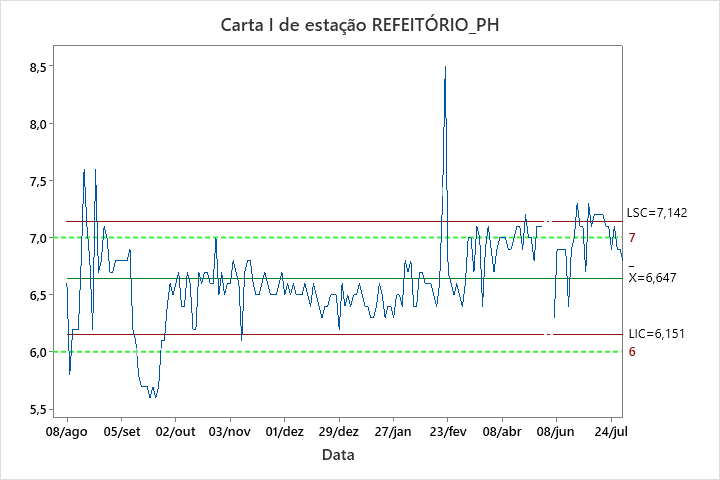 Carta I de estação REFEITÓRIO_PH
8,5
8,0
7,5
7,0
6,5
6,0
5,5
LSC=7,142
7
_
X=6,647
LIC=6,151
6
08/ago 05/set 02/out 03/nov 01/dez 29/dez 27/jan 23/fev 08/abr 08/jun 24/jul
Data